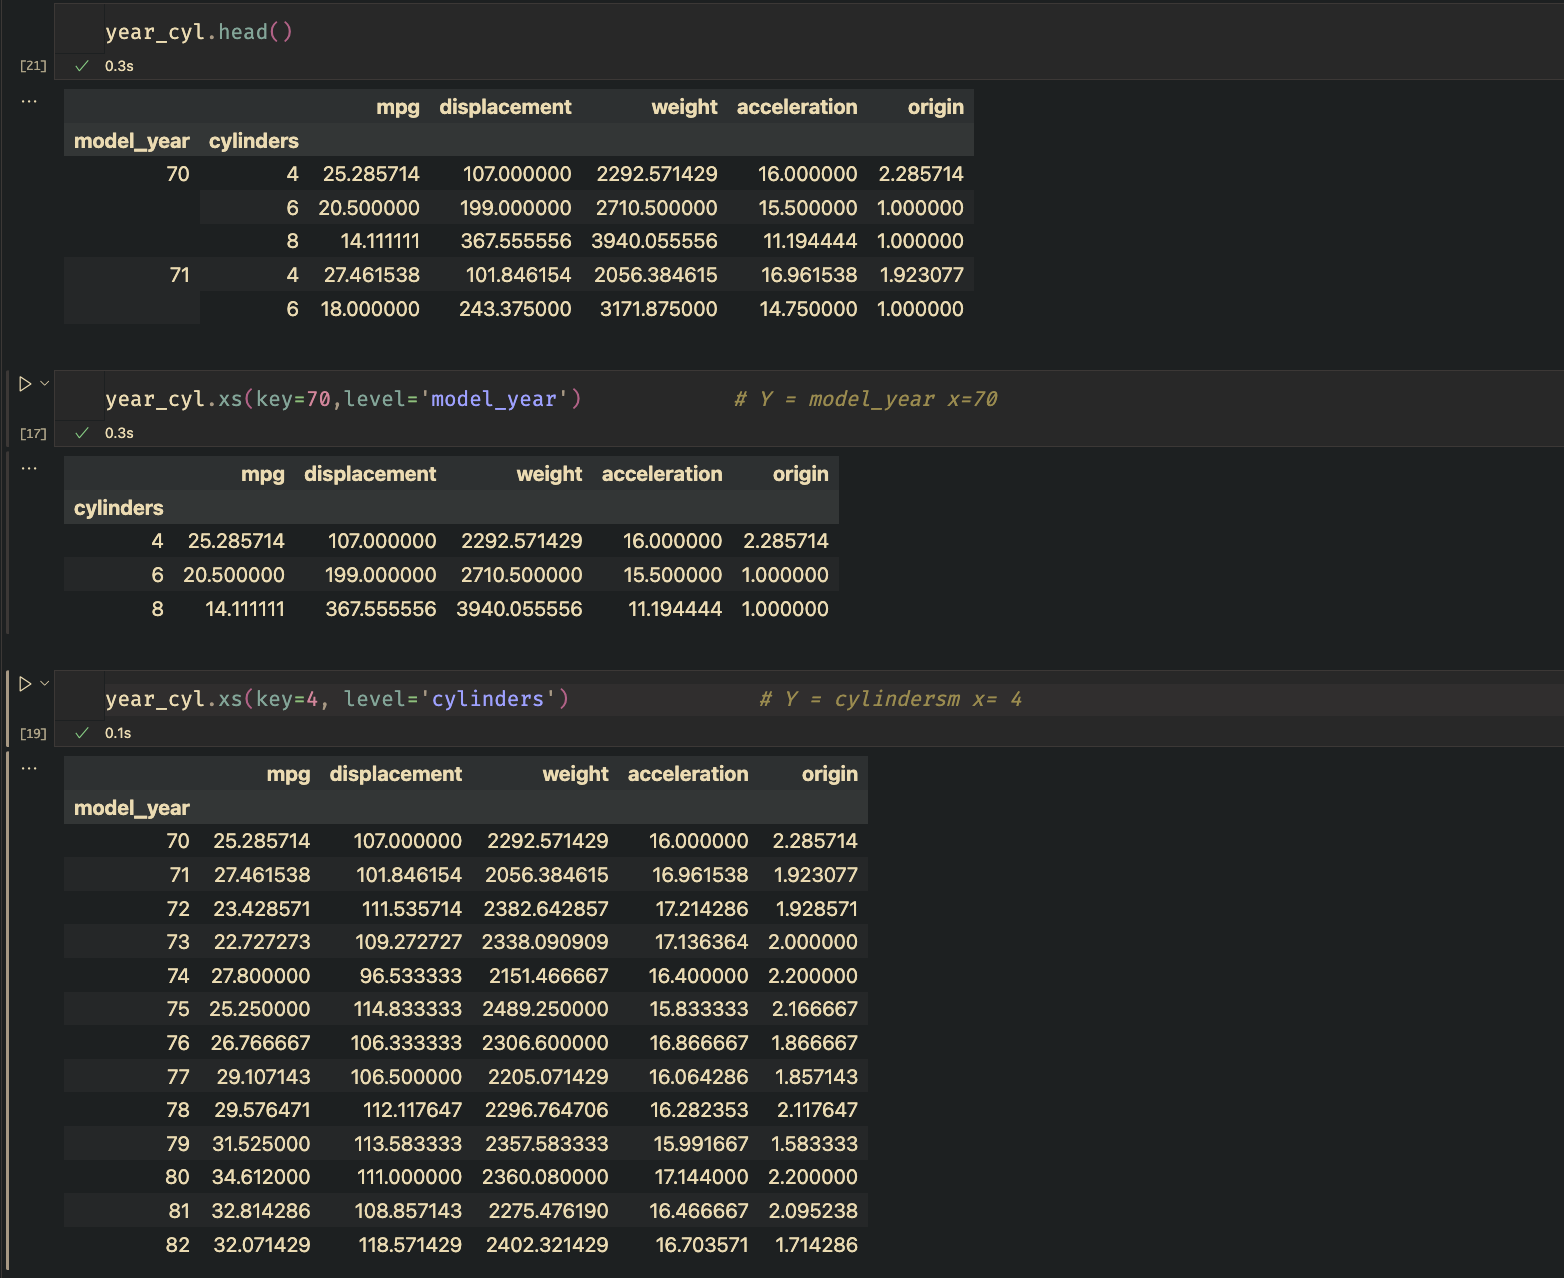 year_cyl.head()
[21] ✓ 0.3s
...
mpg displacement weight acceleration origin
model_year cylinders
70 4 25.285714 107.000000 2292.571429 16.000000 2.285714
6 20.500000 199.000000 2710.500000 15.500000 1.000000
8 14.111111 367.555556 3940.055556 11.194444 1.000000
71 4 27.461538 101.846154 2056.384615 16.961538 1.923077
6 18.000000 243.375000 3171.875000 14.750000 1.000000
year_cyl.xs(key=70,level='model_year') # Y = model_year x=70
[17] ✓ 0.3s
...
mpg displacement weight acceleration origin
cylinders
4 25.285714 107.000000 2292.571429 16.000000 2.285714
6 20.500000 199.000000 2710.500000 15.500000 1.000000
8 14.111111 367.555556 3940.055556 11.194444 1.000000
year_cyl.xs(key=4, level='cylinders') # Y = cylindersm x= 4
[19] ✓ 0.1s
...
mpg displacement weight acceleration origin
model_year
70 25.285714 107.000000 2292.571429 16.000000 2.285714
71 27.461538 101.846154 2056.384615 16.961538 1.923077
72 23.428571 111.535714 2382.642857 17.214286 1.928571
73 22.727273 109.272727 2338.090909 17.136364 2.000000
74 27.800000 96.533333 2151.466667 16.400000 2.200000
75 25.250000 114.833333 2489.250000 15.833333 2.166667
76 26.766667 106.333333 2306.600000 16.866667 1.866667
77 29.107143 106.500000 2205.071429 16.064286 1.857143
78 29.576471 112.117647 2296.764706 16.282353 2.117647
79 31.525000 113.583333 2357.583333 15.991667 1.583333
80 34.612000 111.000000 2360.080000 17.144000 2.200000
81 32.814286 108.857143 2275.476190 16.466667 2.095238
82 32.071429 118.571429 2402.321429 16.703571 1.714286